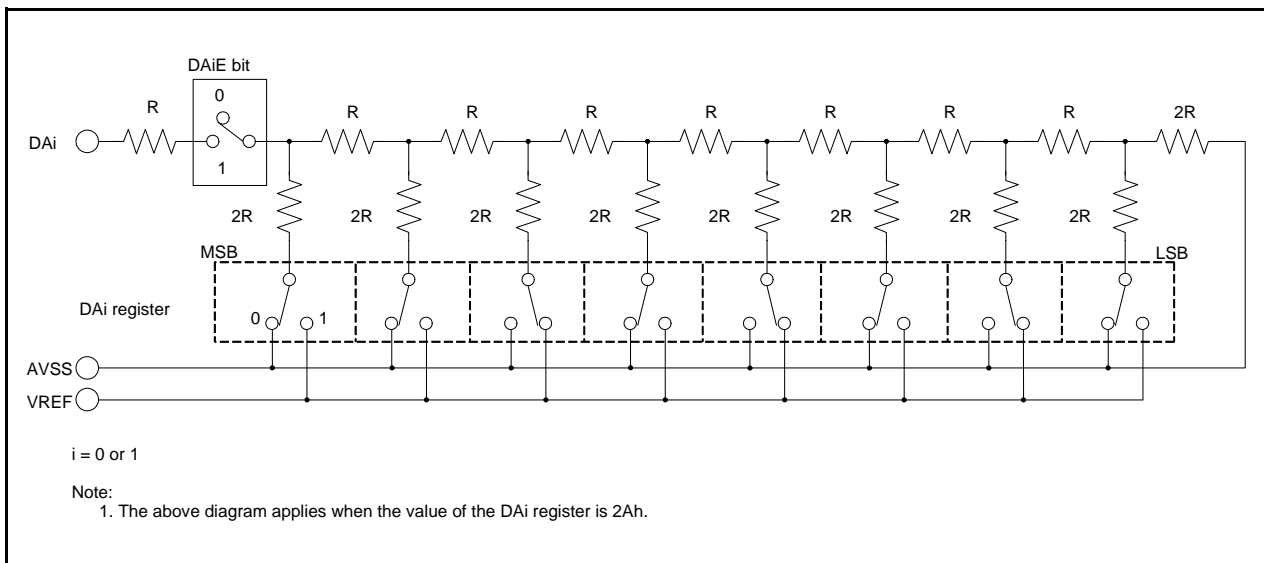 DAiE bit
0
1
R
R
R
R
R
R
R
R
2R
DAi
2R
2R
2R
2R
2R
2R
2R
2R
MSB
LSB
DAi register
0
1
AVSS
VREF
i = 0 or 1
Note:
1. The above diagram applies when the value of the DAi register is 2Ah.